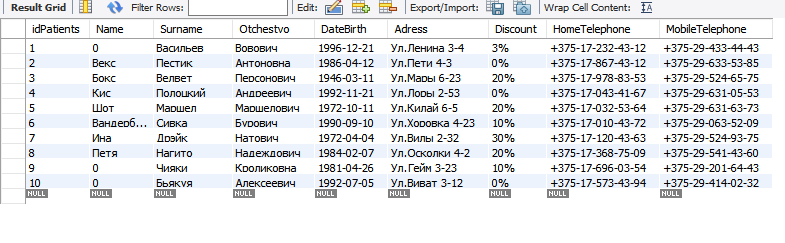 Result Grid Filter Rows: Edit: Export/Import: Wrap Cell Content:
idPatients Name Surname Otchestvo DateBirth Adress Discount HomeTelephone MobileTelephone
1 0 Васильев Вовович 1996-12-21 Ул.Ленина 3-4 3% +375-17-232-43-12 +375-29-433-44-43
2 Векс Пестик Антоновна 1986-04-12 Ул.Пети 4-3 0% +375-17-867-43-12 +375-29-633-53-85
3 Бокс Велвет Персонович 1946-03-11 Ул.Мары 6-23 20% +375-17-978-83-53 +375-29-524-65-75
4 Кис Полоцкий Андреевич 1992-11-21 Ул.Лоры 2-53 0% +375-17-043-41-67 +375-29-631-05-53
5 Шот Маршел Маршелович 1972-10-11 Ул.Килай 6-5 20% +375-17-032-53-64 +375-29-631-63-73
6 Вандерб... Сивка Бурович 1990-09-10 Ул.Хоровка 4-23 10% +375-17-010-43-72 +375-29-063-52-09
7 Ина Дрэйк Натович 1972-04-04 Ул.Вилы 2-32 30% +375-17-120-43-63 +375-29-524-93-75
8 Петя Нагито Надеждович 1984-02-07 Ул.Осколки 4-2 20% +375-17-368-75-09 +375-29-541-43-60
9 0 Чияки Кроликовна 1981-04-26 Ул.Гейм 3-23 10% +375-17-696-03-54 +375-29-201-64-43
10 0 Бьякуя Алексеевич 1992-07-05 Ул.Виват 3-12 0% +375-17-573-43-94 +375-29-414-02-32
NULL NULL NULL NULL NULL NULL NULL NULL NULL